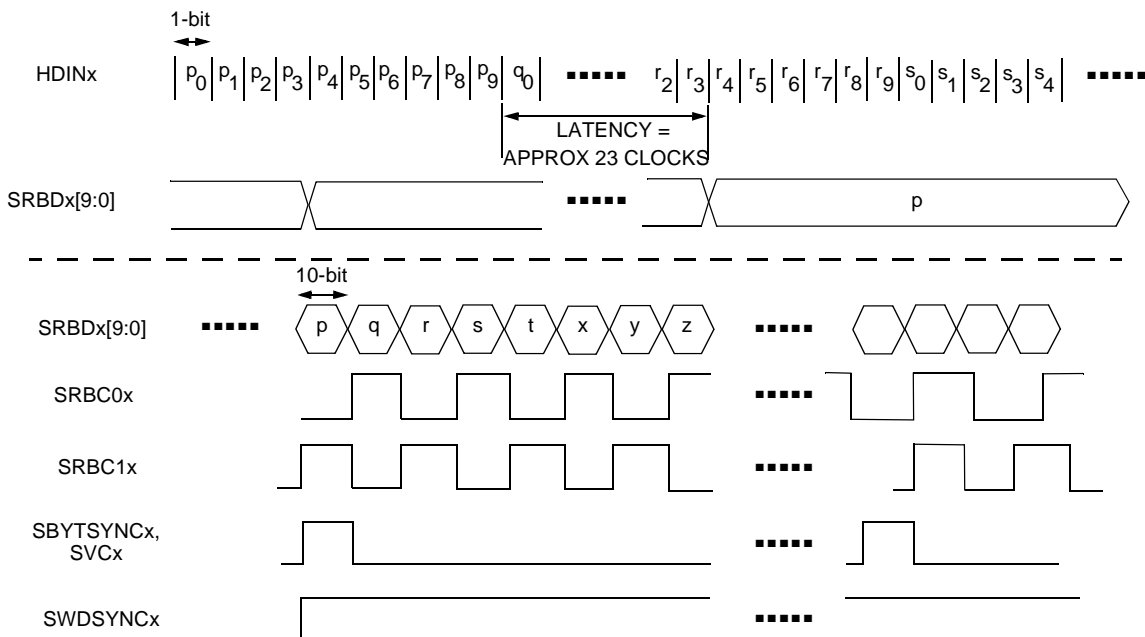 1-bit
HDINx p0 p1 p2 p3 p4 p5 p6 p7 p8 p9 q0 r2 r3 r4 r5 r6 r7 r8 r9 s0 s1 s2 s3 s4
LATENCY =
APPROX 23 CLOCKS
SRBDx[9:0] p
10-bit
SRBDx[9:0] p q r s t x y z
SRBC0x
SRBC1x
SBYTSYNCx,
SVCx
SWDSYNCx